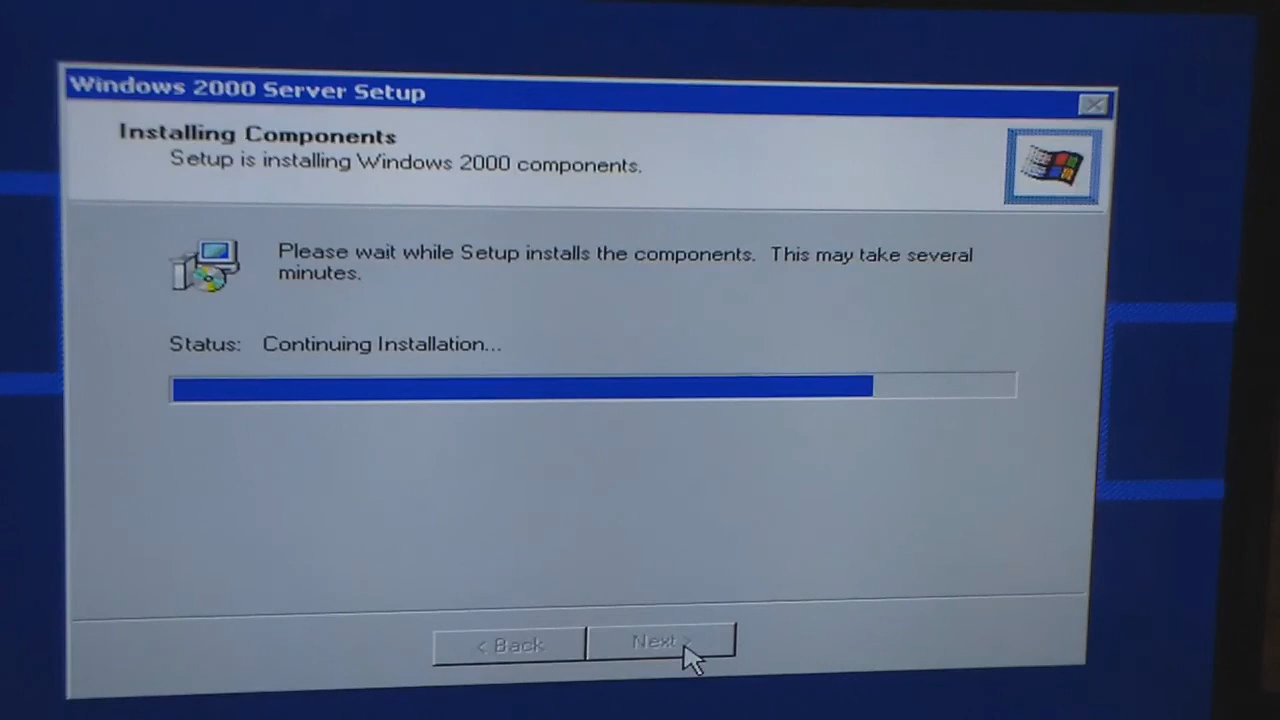 Windows 2000 Server Setup
Installing Components
Setup is installing Windows 2000 components.
Please wait while Setup installs the components. This may take several
minutes.
Status: Continuing Installation...
< Back Next >